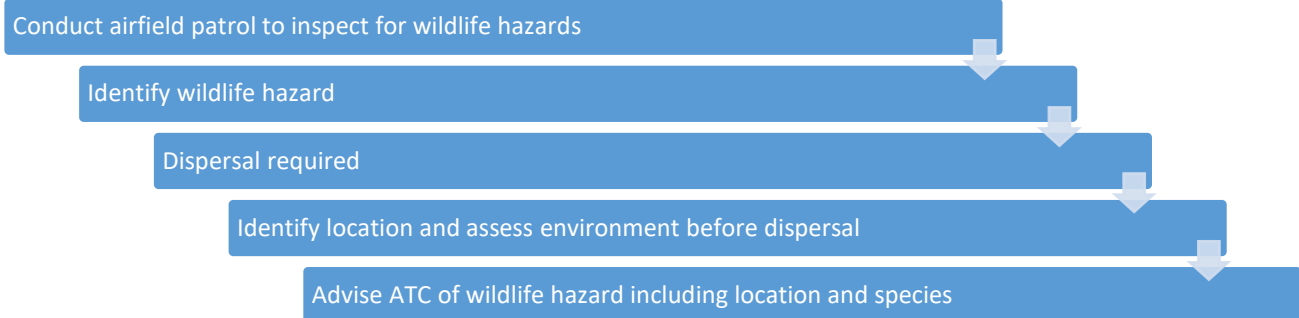 Conduct airfield patrol to inspect for wildlife hazards
Identify wildlife hazard
Dispersal required
Identify location and assess environment before dispersal
Advise ATC of wildlife hazard including location and species